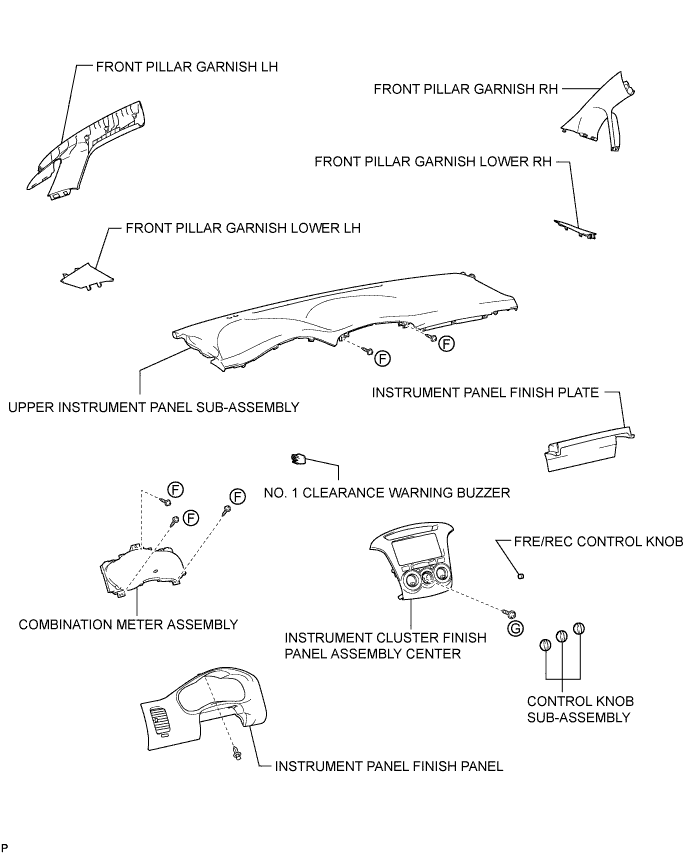 FRONT PILLAR GARNISH LH
FRONT PILLAR GARNISH RH
FRONT PILLAR GARNISH LOWER RH
FRONT PILLAR GARNISH LOWER LH
F
F
UPPER INSTRUMENT PANEL SUB-ASSEMBLY
INSTRUMENT PANEL FINISH PLATE
NO. 1 CLEARANCE WARNING BUZZER
F
F
F
FRE/REC CONTROL KNOB
COMBINATION METER ASSEMBLY
G
INSTRUMENT CLUSTER FINISH
PANEL ASSEMBLY CENTER
CONTROL KNOB
SUB-ASSEMBLY
INSTRUMENT PANEL FINISH PANEL
P